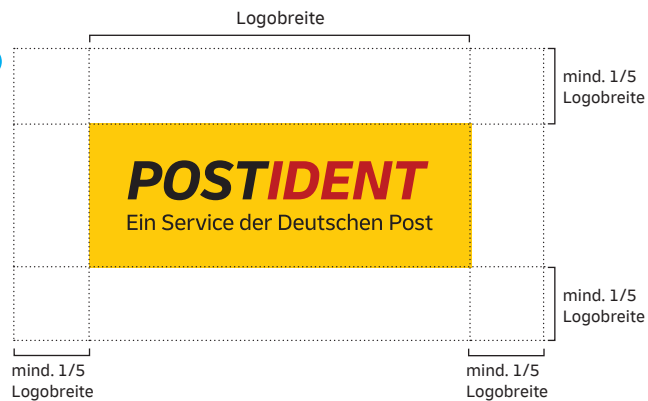 Logobreite
mind. 1/5
Logobreite
POSTIDENT
Ein Service der Deutschen Post
mind. 1/5
Logobreite
mind. 1/5
Logobreite
mind. 1/5
Logobreite